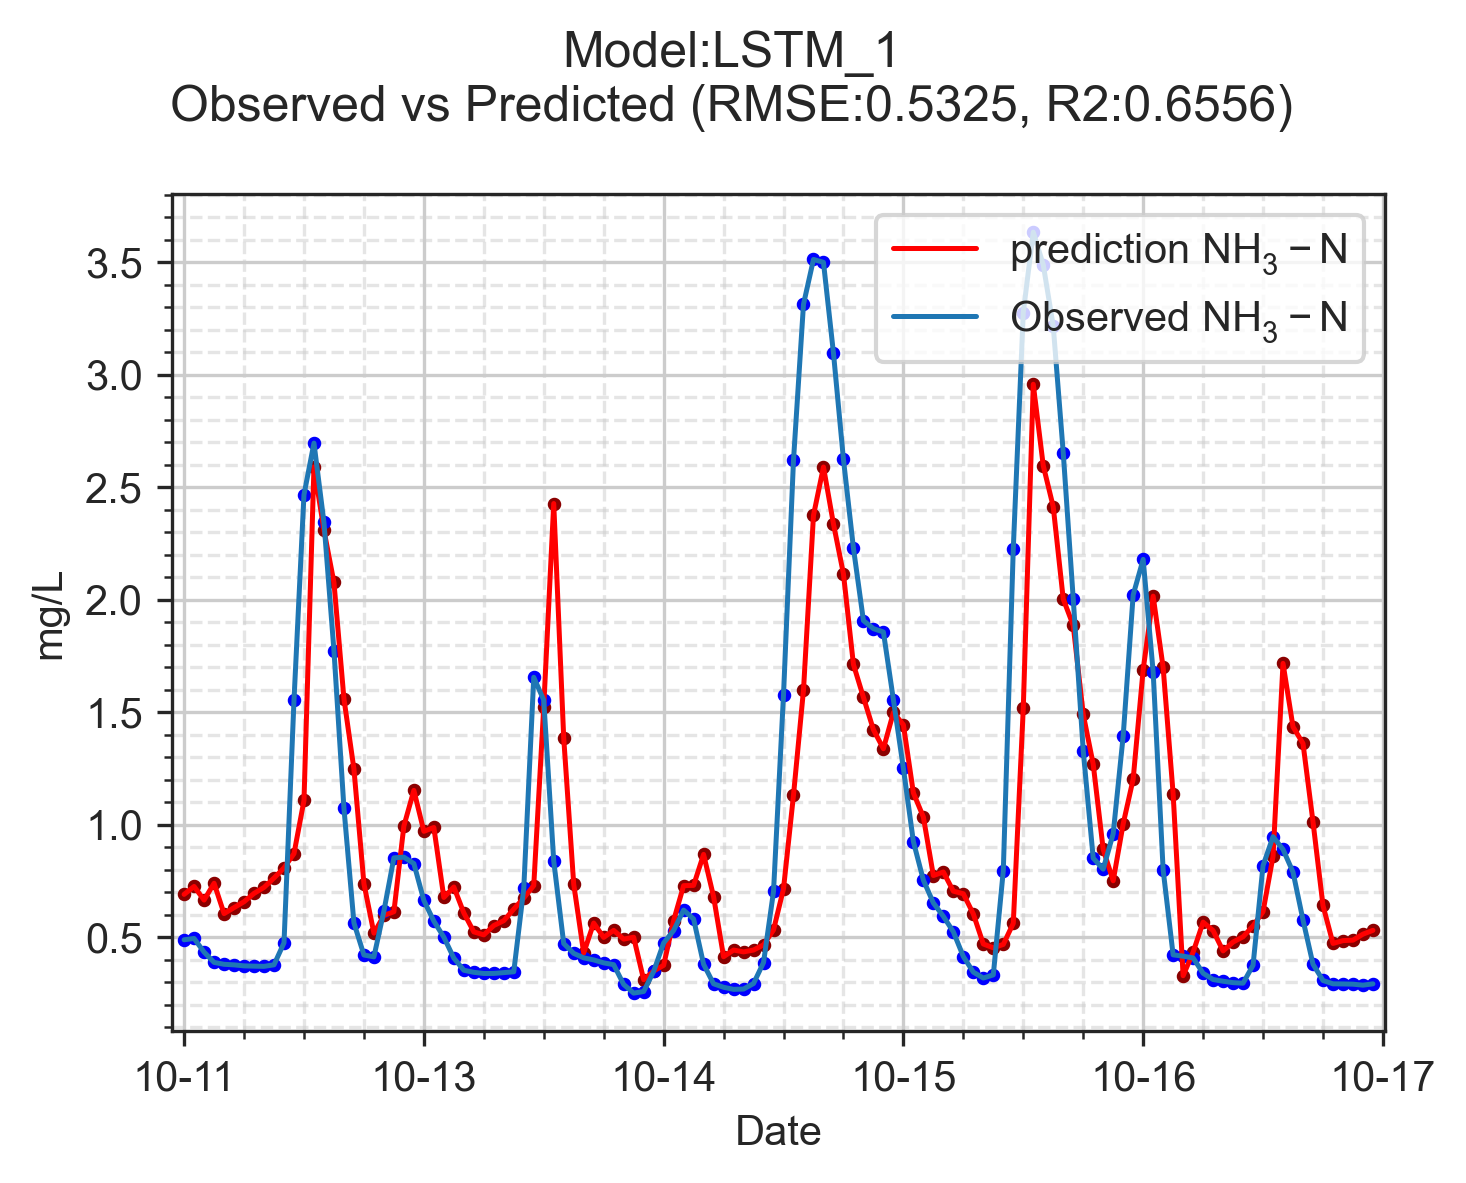 Model:LSTM_1
Observed vs Predicted (RMSE:0.5325, R2:0.6556)
prediction NH₃ − N
Observed NH₃ − N
3.5
3.0
2.5
2.0
1.5
1.0
0.5
mg/L
10-11 10-13 10-14 10-15 10-16 10-17
Date